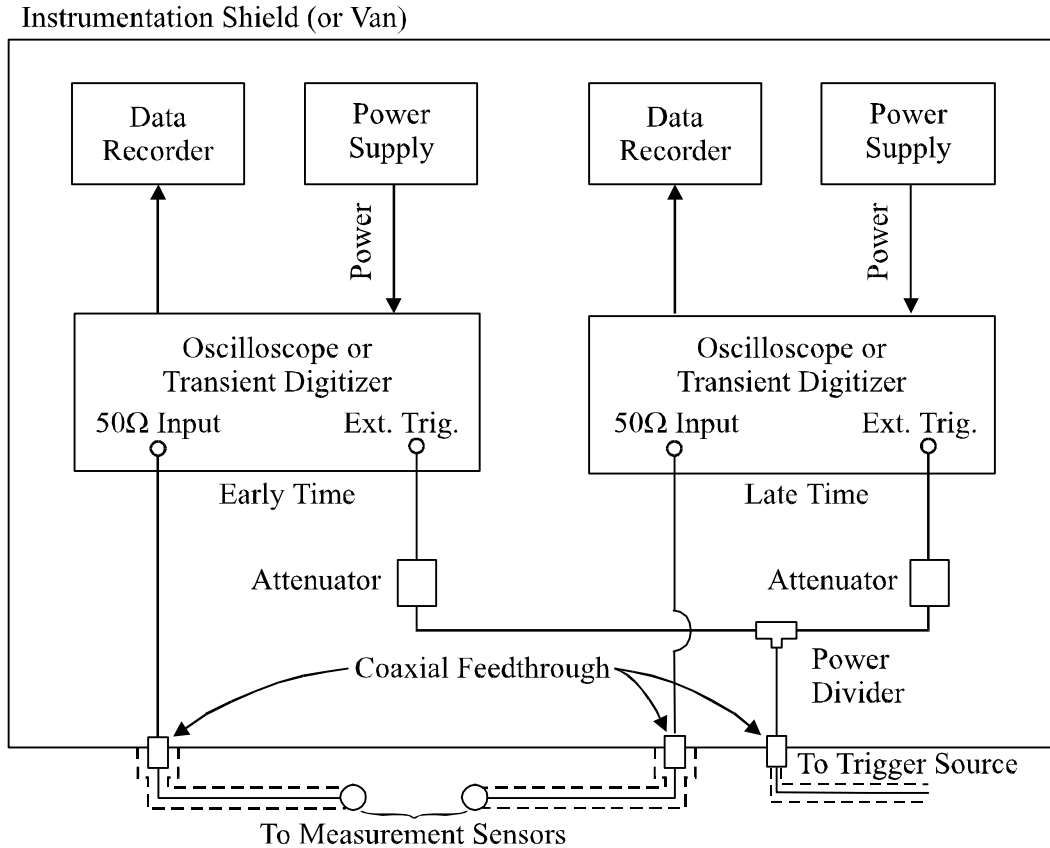 Instrumentation Shield (or Van)
Data
Recorder
Power
Supply
Data
Recorder
Power
Supply
Power
Power
Oscilloscope or
Transient Digitizer
50Ω Input
Ext. Trig.
Oscilloscope or
Transient Digitizer
50Ω Input
Ext. Trig.
Early Time
Late Time
Attenuator
Attenuator
Coaxial Feedthrough
Power
Divider
To Trigger Source
To Measurement Sensors